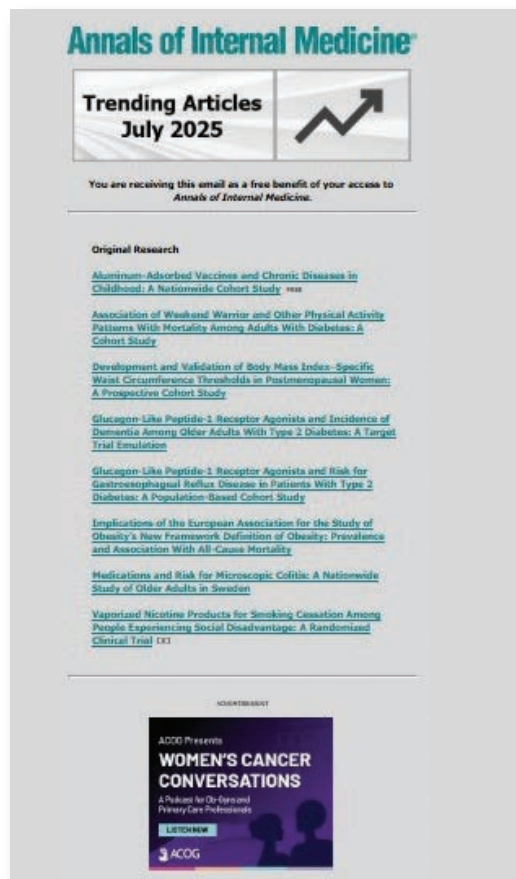 Annals of Internal Medicine
Trending Articles
July 2025
You are receiving this email as a free benefit of your access to
Annals of Internal Medicine.
Original Research
Aluminum-Adsorbed Vaccines and Chronic Diseases in
Childhood: A Nationwide Cohort Study FREE
Association of Weekend Warrior and Other Physical Activity
Patterns With Mortality Among Adults With Diabetes: A
Cohort Study
Development and Validation of Body Mass Index–Specific
Waist Circumference Thresholds in Postmenopausal Women:
A Prospective Cohort Study
Glucagon-Like Peptide-1 Receptor Agonists and Incidence of
Dementia Among Older Adults With Type 2 Diabetes: A Target
Trial Emulation
Glucagon-Like Peptide-1 Receptor Agonists and Risk for
Gastroesophageal Reflux Disease in Patients With Type 2
Diabetes: A Population-Based Cohort Study
Implications of the European Association for the Study of
Obesity's New Framework Definition of Obesity: Prevalence
and Association With All-Cause Mortality
Medications and Risk for Microscopic Colitis: A Nationwide
Study of Older Adults in Sweden
Vaporized Nicotine Products for Smoking Cessation Among
People Experiencing Social Disadvantage: A Randomized
Clinical Trial
ADVERTISEMENT
ACOG Presents
WOMEN'S CANCER
CONVERSATIONS
A Podcast for Ob-Gyns and
Primary Care Professionals
LISTEN NOW
ACOG